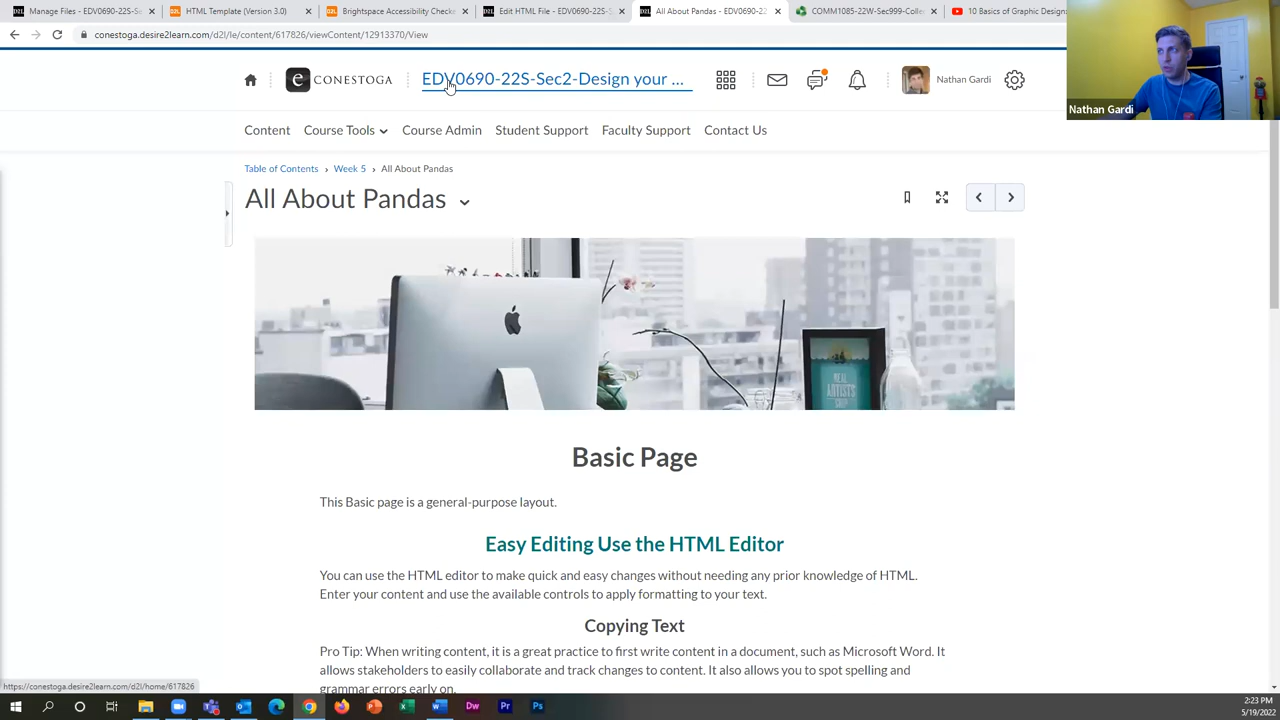 Manage Files - EDV0690-22S-Se
HTML Template (Version 3.0)
Brightspace Accessibility Checke
Edit HTML File - EDV0690-22S-S
All About Pandas - EDV0690-22
COMM1085-22W-Sec999-Colle
10 Basics of Graphic Design
conestoga.desire2learn.com/d2l/le/content/617826/viewContent/12913370/View
Nathan Gardi
e CONESTOGA
EDV0690-22S-Sec2-Design your ...
Nathan Gardi
Content
Course Tools
Course Admin
Student Support
Faculty Support
Contact Us
Table of Contents › Week 5 › All About Pandas
All About Pandas
REAL
ARTISTS
SHIP
Basic Page
This Basic page is a general-purpose layout.
Easy Editing Use the HTML Editor
You can use the HTML editor to make quick and easy changes without needing any prior knowledge of HTML.
Enter your content and use the available controls to apply formatting to your text.
Copying Text
Pro Tip: When writing content, it is a great practice to first write content in a document, such as Microsoft Word. It
allows stakeholders to easily collaborate and track changes to content. It also allows you to spot spelling and
grammar errors early on.
https://conestoga.desire2learn.com/d2l/home/617826
Dw
Pr
Ps
2:23 PM
5/19/2022